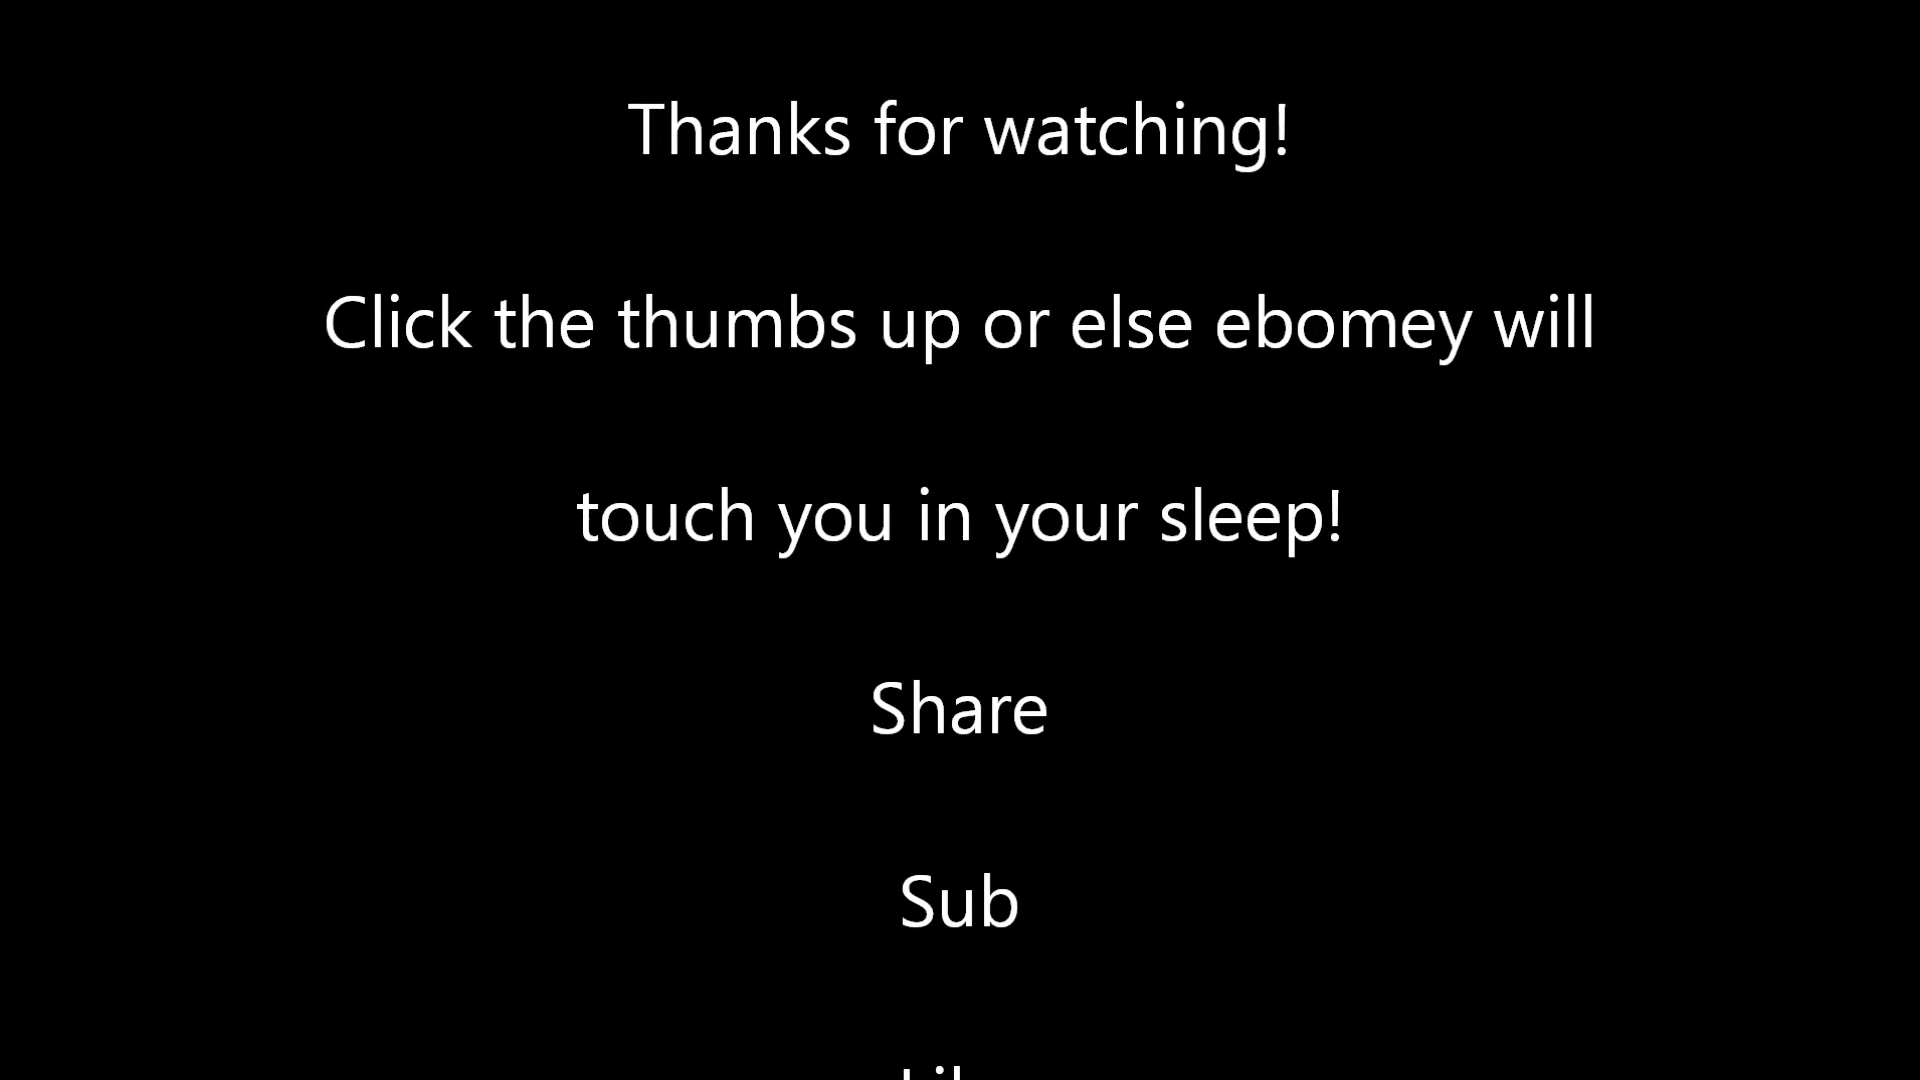 Thanks for watching!
Click the thumbs up or else ebomey will
touch you in your sleep!
Share
Sub